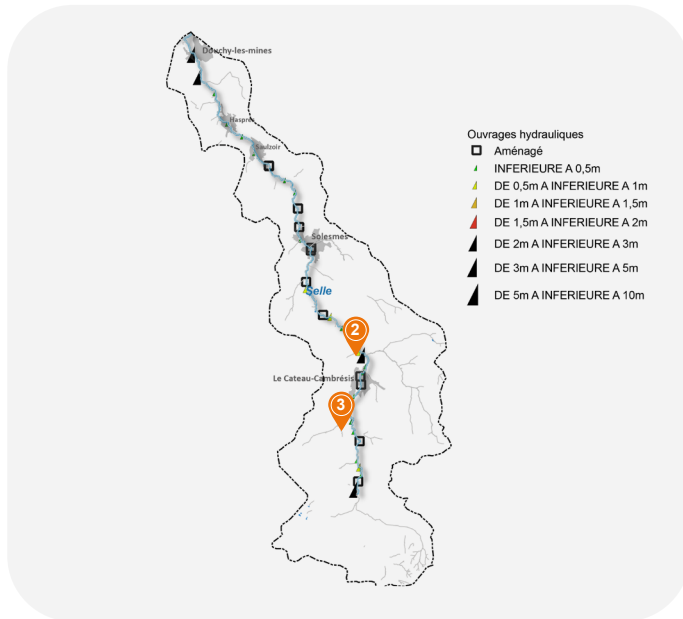 Douchy-les-mines
Haspres
Saulzoir
Solesmes
Selle
2
Le Cateau-Cambrésis
3
Ouvrages hydrauliques
Aménagé
INFERIEURE A 0,5m
DE 0,5m A INFERIEURE A 1m
DE 1m A INFERIEURE A 1,5m
DE 1,5m A INFERIEURE A 2m
DE 2m A INFERIEURE A 3m
DE 3m A INFERIEURE A 5m
DE 5m A INFERIEURE A 10m